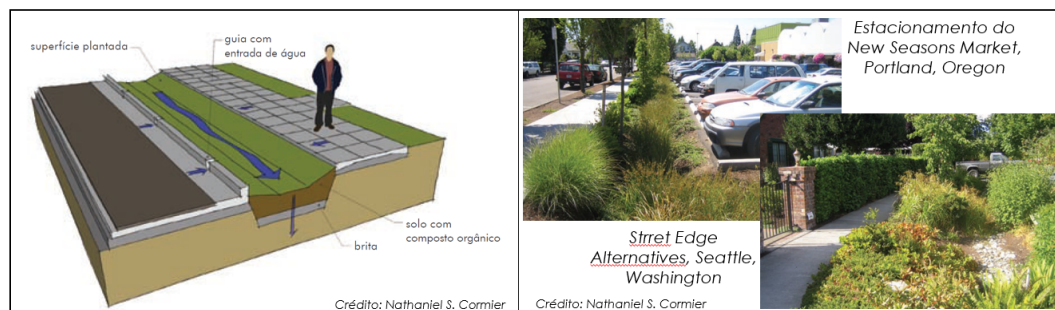 superfície plantada
guia com
entrada de água
solo com
composto orgânico
brita
Crédito: Nathaniel S. Cormier
Estacionamento do
New Seasons Market,
Portland, Oregon
Strret Edge
Alternatives, Seattle,
Washington
Crédito: Nathaniel S. Cormier